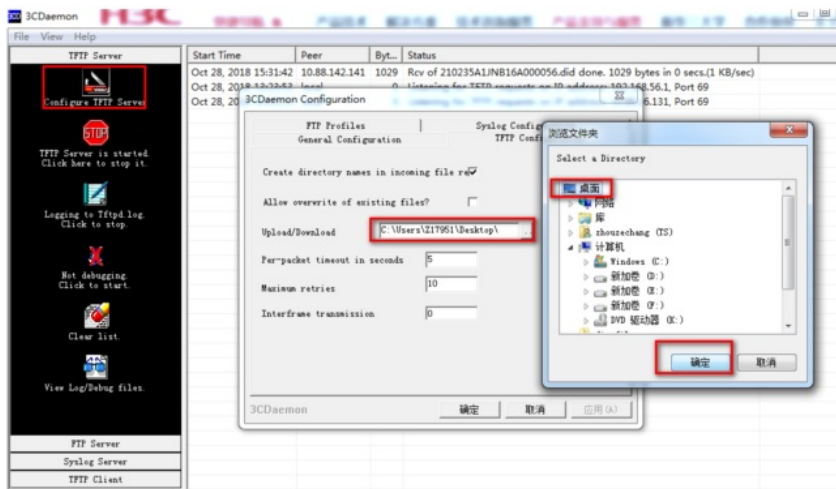 3CDaemon
H3C
File View Help
TFTP Server
Start Time Peer Byt... Status
Oct 28, 2018 15:31:42 10.88.142.141 1029 Rcv of 210235A1JNB16A000056.did done. 1029 bytes in 0 secs.(1 KB/sec)
Oct 28, 2018 13:23:53 local 0 Listening for TFTP requests on IP address: 192.168.56.1, Port 69
Oct 28, 20
6.131, Port 69
Configure TFTP Server
TFTP Server is started.
Click here to stop it.
Logging to Tftpd.log.
Click to stop.
Not debugging.
Click to start.
Clear list.
View Log/Debug files.
FTP Server
Syslog Server
TFTP Client
3CDaemon Configuration
FTP Profiles
Syslog Config
General Configuration
TFTP Confi
Create directory names in incoming file re
Allow overwrite of existing files?
Upload/Download C:\Users\Z17951\Desktop\ ...
Per-packet timeout in seconds 5
Maximum retries 10
Interframe transmission 0
3CDaemon
确定 取消 应用(A)
浏览文件夹
Select a Directory
桌面
网络
库
zhouzechang (TS)
计算机
Windows (C:)
新加卷 (D:)
新加卷 (E:)
新加卷 (F:)
DVD 驱动器 (K:)
确定 取消